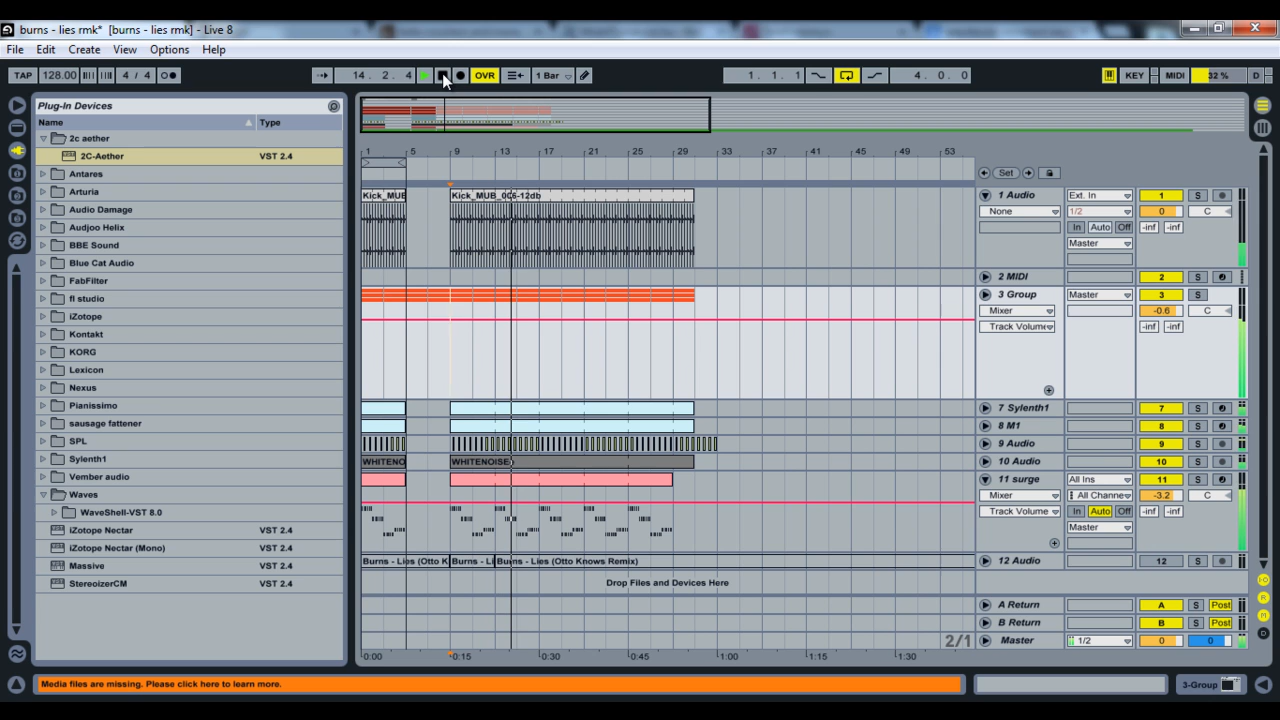 burns - lies rmk* [burns - lies rmk] - Live 8
File Edit Create View Options Help
TAP 128.00 4 / 4 14 . 2 . 4 OVR 1 Bar 1 . 1 . 1 4 . 0 . 0 KEY MIDI 32 % D
Plug-In Devices
Name Type
2c aether
2C-Aether VST 2.4
Antares
Arturia
Audio Damage
Audjoo Helix
BBE Sound
Blue Cat Audio
FabFilter
fl studio
iZotope
Kontakt
KORG
Lexicon
Nexus
Pianissimo
sausage fattener
SPL
Sylenth1
Vember audio
Waves
WaveShell-VST 8.0
iZotope Nectar VST 2.4
iZotope Nectar (Mono) VST 2.4
Massive VST 2.4
StereoizerCM VST 2.4
1 5 9 13 17 21 25 29 33 37 41 45 49 53
Set
Kick_MUB Kick_MUB_006-12db
1 Audio Ext. In 1 S
None 1/2 0 C
In Auto Off -inf -inf
Master
2 MIDI 2 S
3 Group Master 3 S
Mixer -0.6 C
Track Volume -inf -inf
7 Sylenth1 7 S
8 M1 8 S
9 Audio 9 S
WHITENO WHITENOISE 10 Audio 10 S
11 surge All Ins 11 S
Mixer All Channe -3.2 C
Track Volume In Auto Off -inf -inf
Master
Burns - Lies (Otto K Burns - Li Burns - Lies (Otto Knows Remix) 12 Audio 12 S
Drop Files and Devices Here
A Return A S Post
B Return B S Post
2/1 Master 1/2 0 0
0:00 0:15 0:30 0:45 1:00 1:15 1:30
Media files are missing. Please click here to learn more. 3-Group